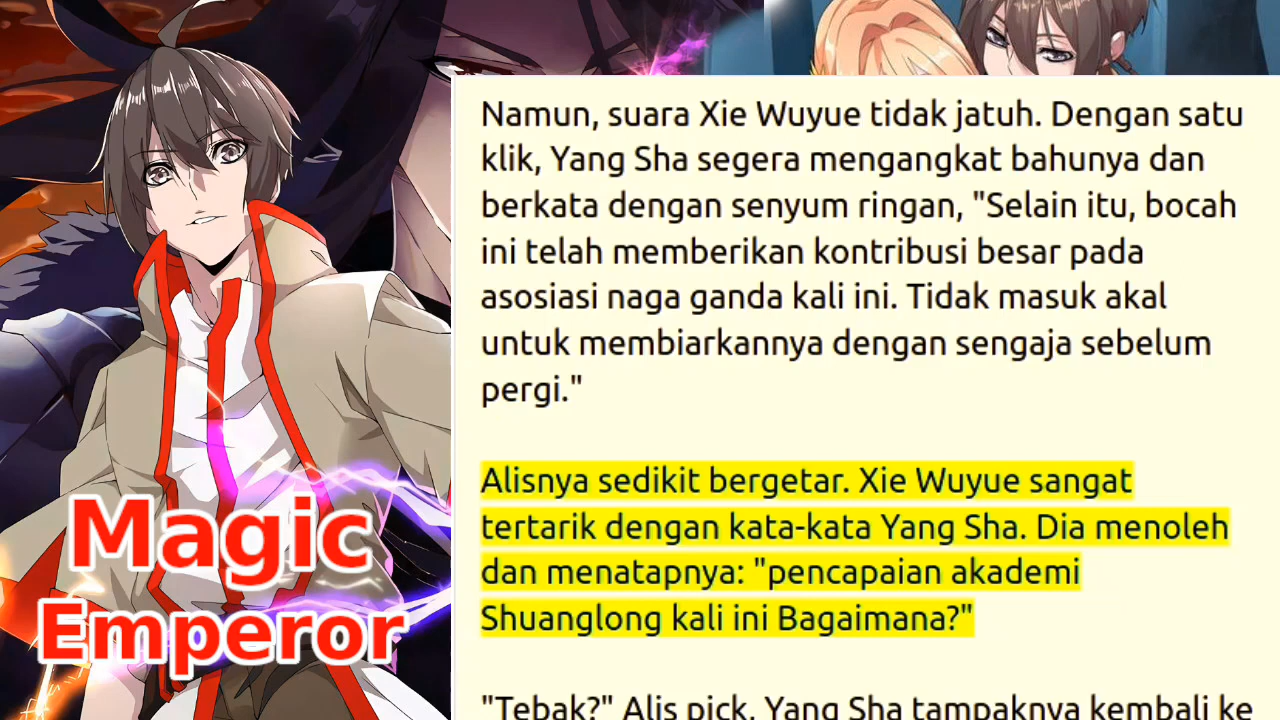 Magic
Emperor
Namun, suara Xie Wuyue tidak jatuh. Dengan satu
klik, Yang Sha segera mengangkat bahunya dan
berkata dengan senyum ringan, "Selain itu, bocah
ini telah memberikan kontribusi besar pada
asosiasi naga ganda kali ini. Tidak masuk akal
untuk membiarkannya dengan sengaja sebelum
pergi."
Alisnya sedikit bergetar. Xie Wuyue sangat
tertarik dengan kata-kata Yang Sha. Dia menoleh
dan menatapnya: "pencapaian akademi
Shuanglong kali ini Bagaimana?"
"Tebak?" Alis pick, Yang Sha tampaknya kembali ke